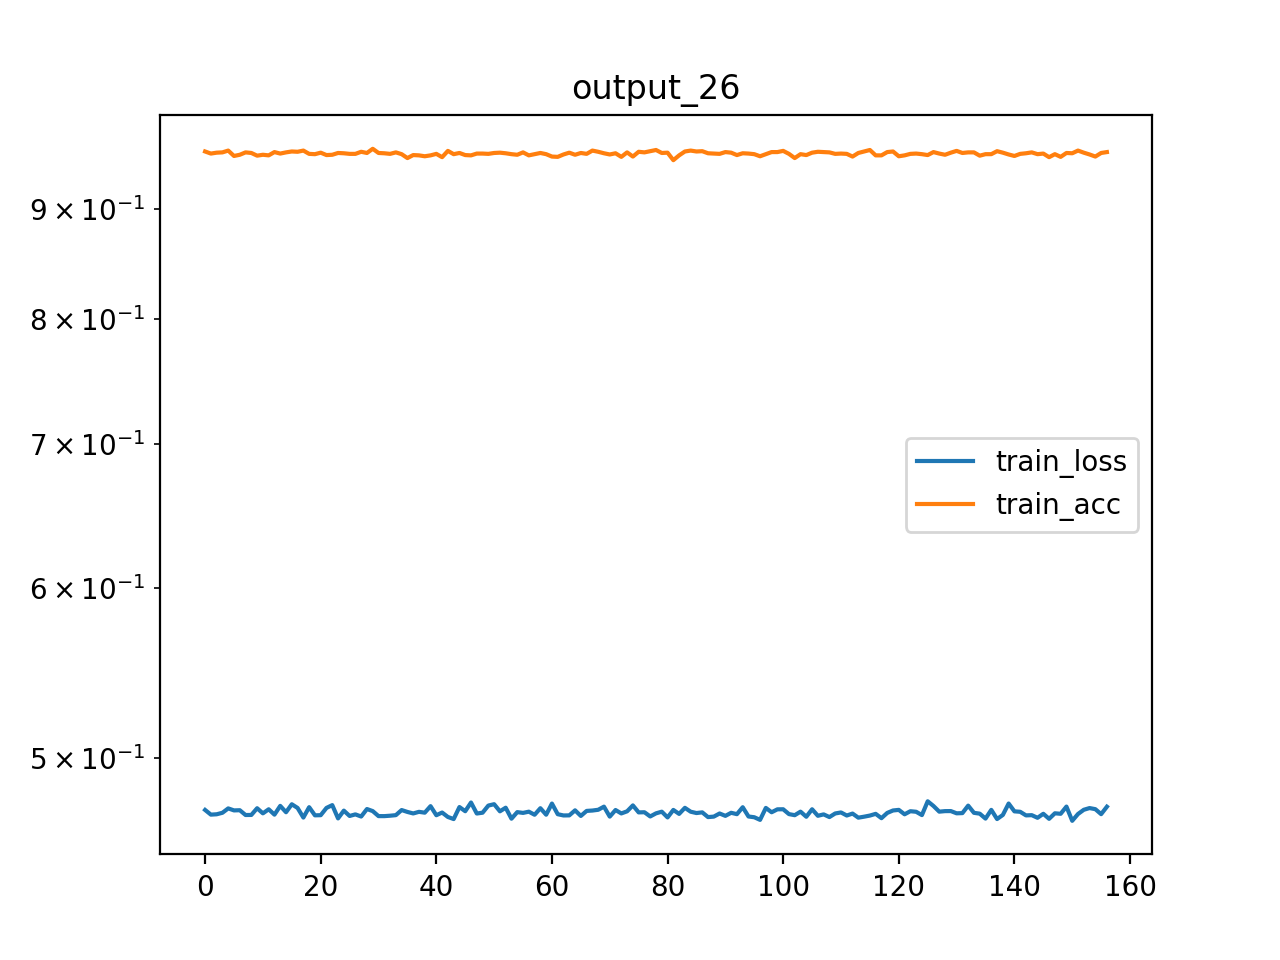 output_26
9 × 10⁻¹
8 × 10⁻¹
7 × 10⁻¹
6 × 10⁻¹
5 × 10⁻¹
train_loss
train_acc
0 20 40 60 80 100 120 140 160